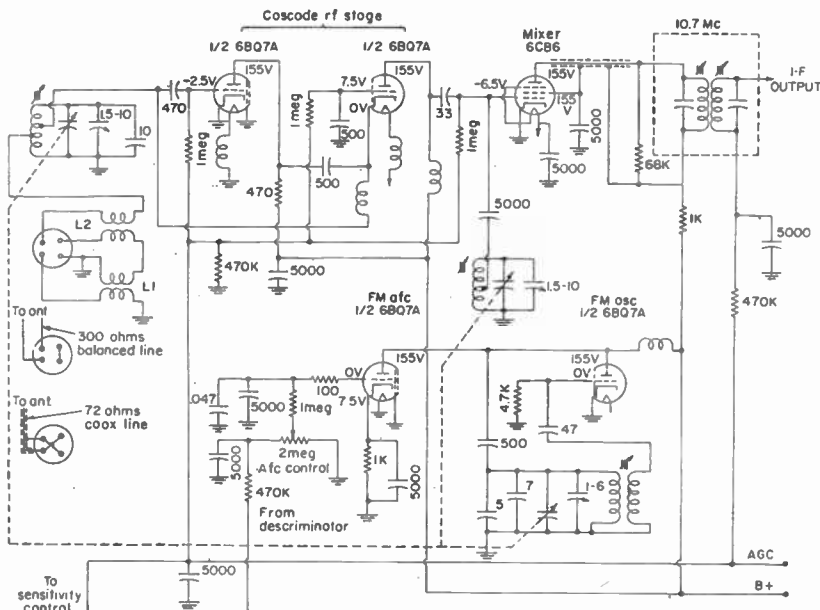 Coscode rf stage
1/2 6BQ7A
1/2 6BQ7A
Mixer
6CB6
10.7 Mc
155V
155V
155V
-2.5V
7.5V
-6.5V
0V
155
V
470
33
I-F
OUTPUT
1.5-10
10
1meg
1meg
500
1meg
5000
5000
68K
500
470
5000
1K
5000
L2
L1
470K
5000
1.5-10
470K
To ant
300 ohms
balanced line
FM afc
1/2 6BQ7A
FM osc
1/2 6BQ7A
155V
155V
0V
0V
7.5V
To ant
72 ohms
coax line
.047
5000
100
1meg
4.7K
47
500
5000
2meg
Afc control
1K
5000
470K
From
descriminator
5
7
1-6
AGC
B+
5000
To
sensitivity
control